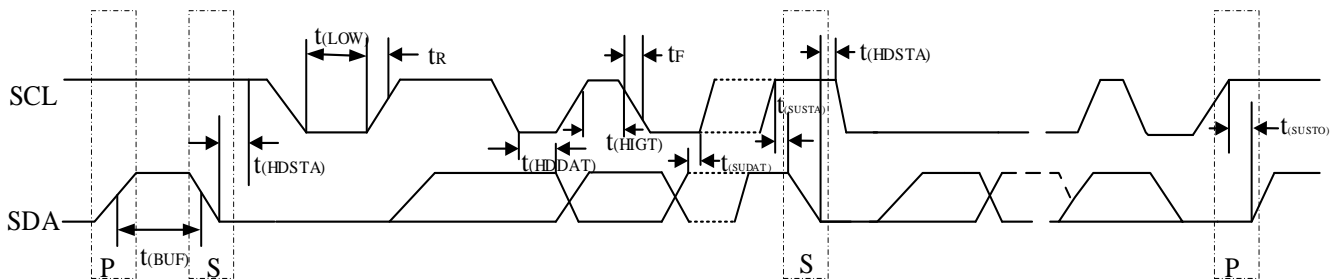 t(LOW) tR tF t(HDSTA)
SCL
t(SUSTA)
t(HDSTA) t(HDDAT) t(HIGT) t(SUDAT) t(SUSTO)
SDA
t(BUF)
P S S P